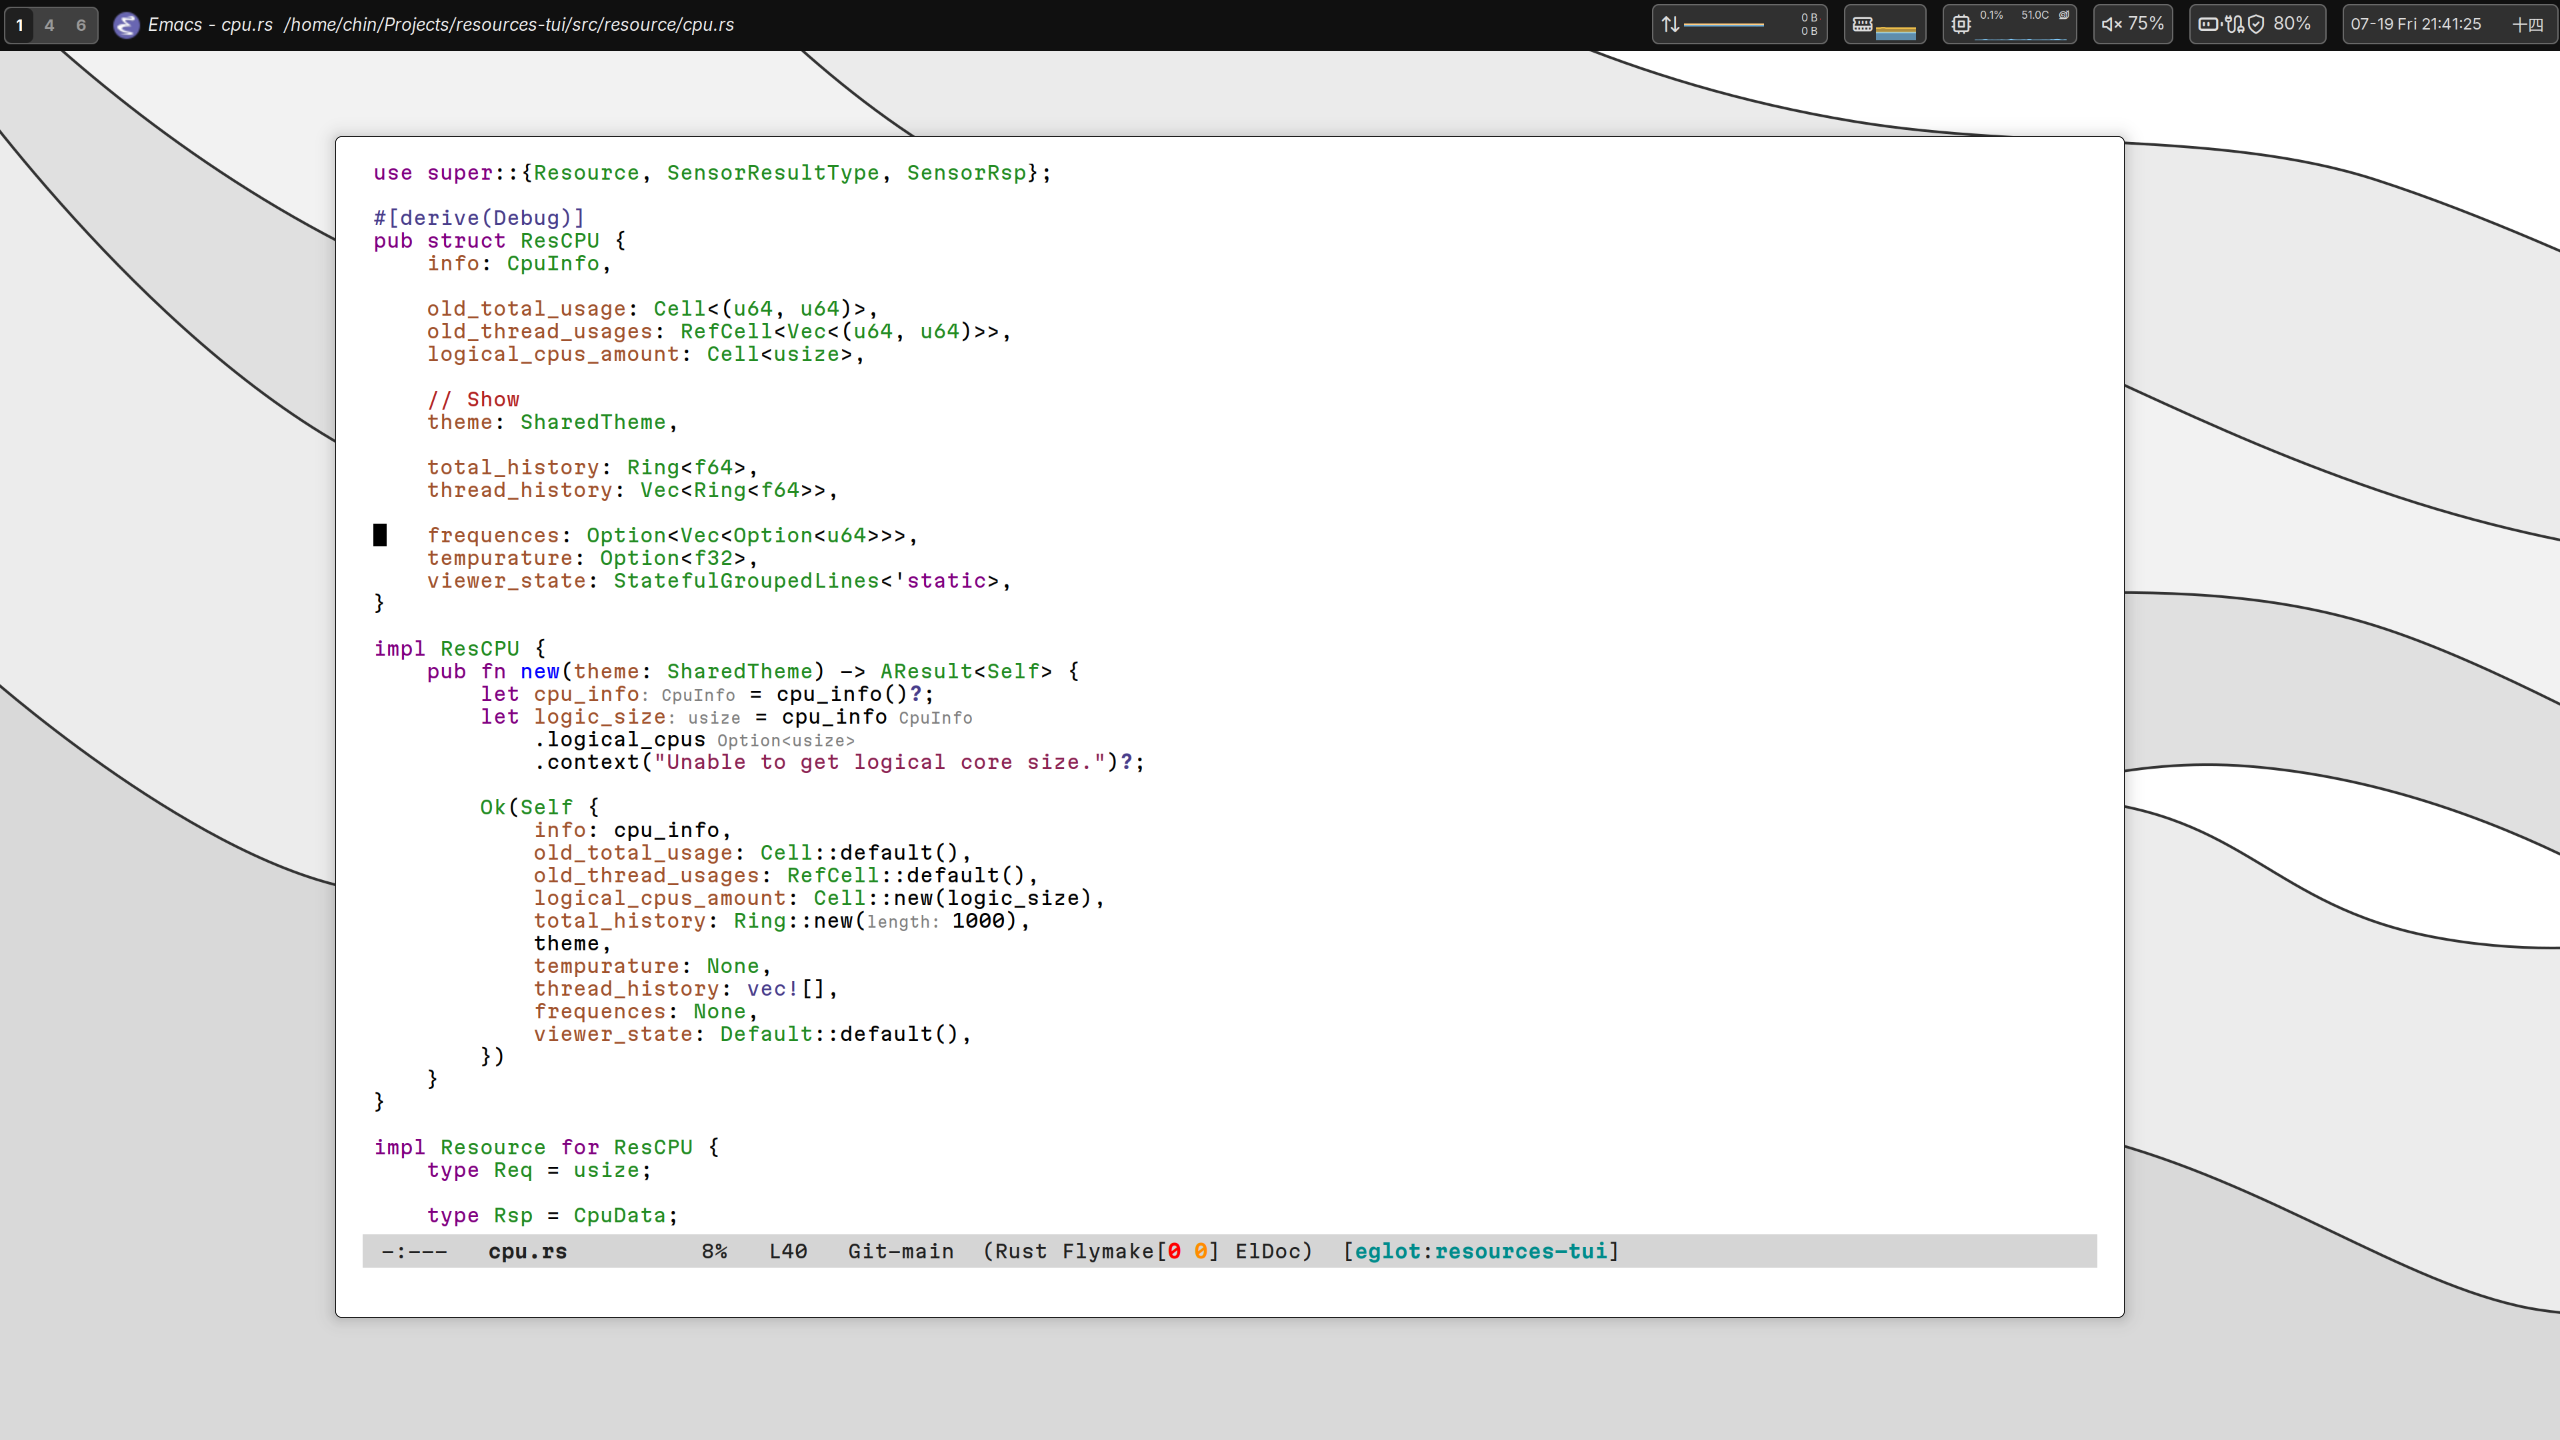 1 4 6 Emacs - cpu.rs /home/chin/Projects/resources-tui/src/resource/cpu.rs 0 B 0 B 0.1% 51.0C 75% 80% 07-19 Fri 21:41:25 十四
use super::{Resource, SensorResultType, SensorRsp};
#[derive(Debug)]
pub struct ResCPU {
    info: CpuInfo,
    old_total_usage: Cell<(u64, u64)>,
    old_thread_usages: RefCell<Vec<(u64, u64)>>,
    logical_cpus_amount: Cell<usize>,
    // Show
    theme: SharedTheme,
    total_history: Ring<f64>,
    thread_history: Vec<Ring<f64>>,
    frequences: Option<Vec<Option<u64>>>,
    tempurature: Option<f32>,
    viewer_state: StatefulGroupedLines<'static>,
}
impl ResCPU {
    pub fn new(theme: SharedTheme) -> AResult<Self> {
        let cpu_info: CpuInfo = cpu_info()?;
        let logic_size: usize = cpu_info CpuInfo
            .logical_cpus Option<usize>
            .context("Unable to get logical core size.")?;
        Ok(Self {
            info: cpu_info,
            old_total_usage: Cell::default(),
            old_thread_usages: RefCell::default(),
            logical_cpus_amount: Cell::new(logic_size),
            total_history: Ring::new(length: 1000),
            theme,
            tempurature: None,
            thread_history: vec![],
            frequences: None,
            viewer_state: Default::default(),
        })
    }
}
impl Resource for ResCPU {
    type Req = usize;
    type Rsp = CpuData;
-:--- cpu.rs 8% L40 Git-main (Rust Flymake[0 0] ElDoc) [eglot:resources-tui]